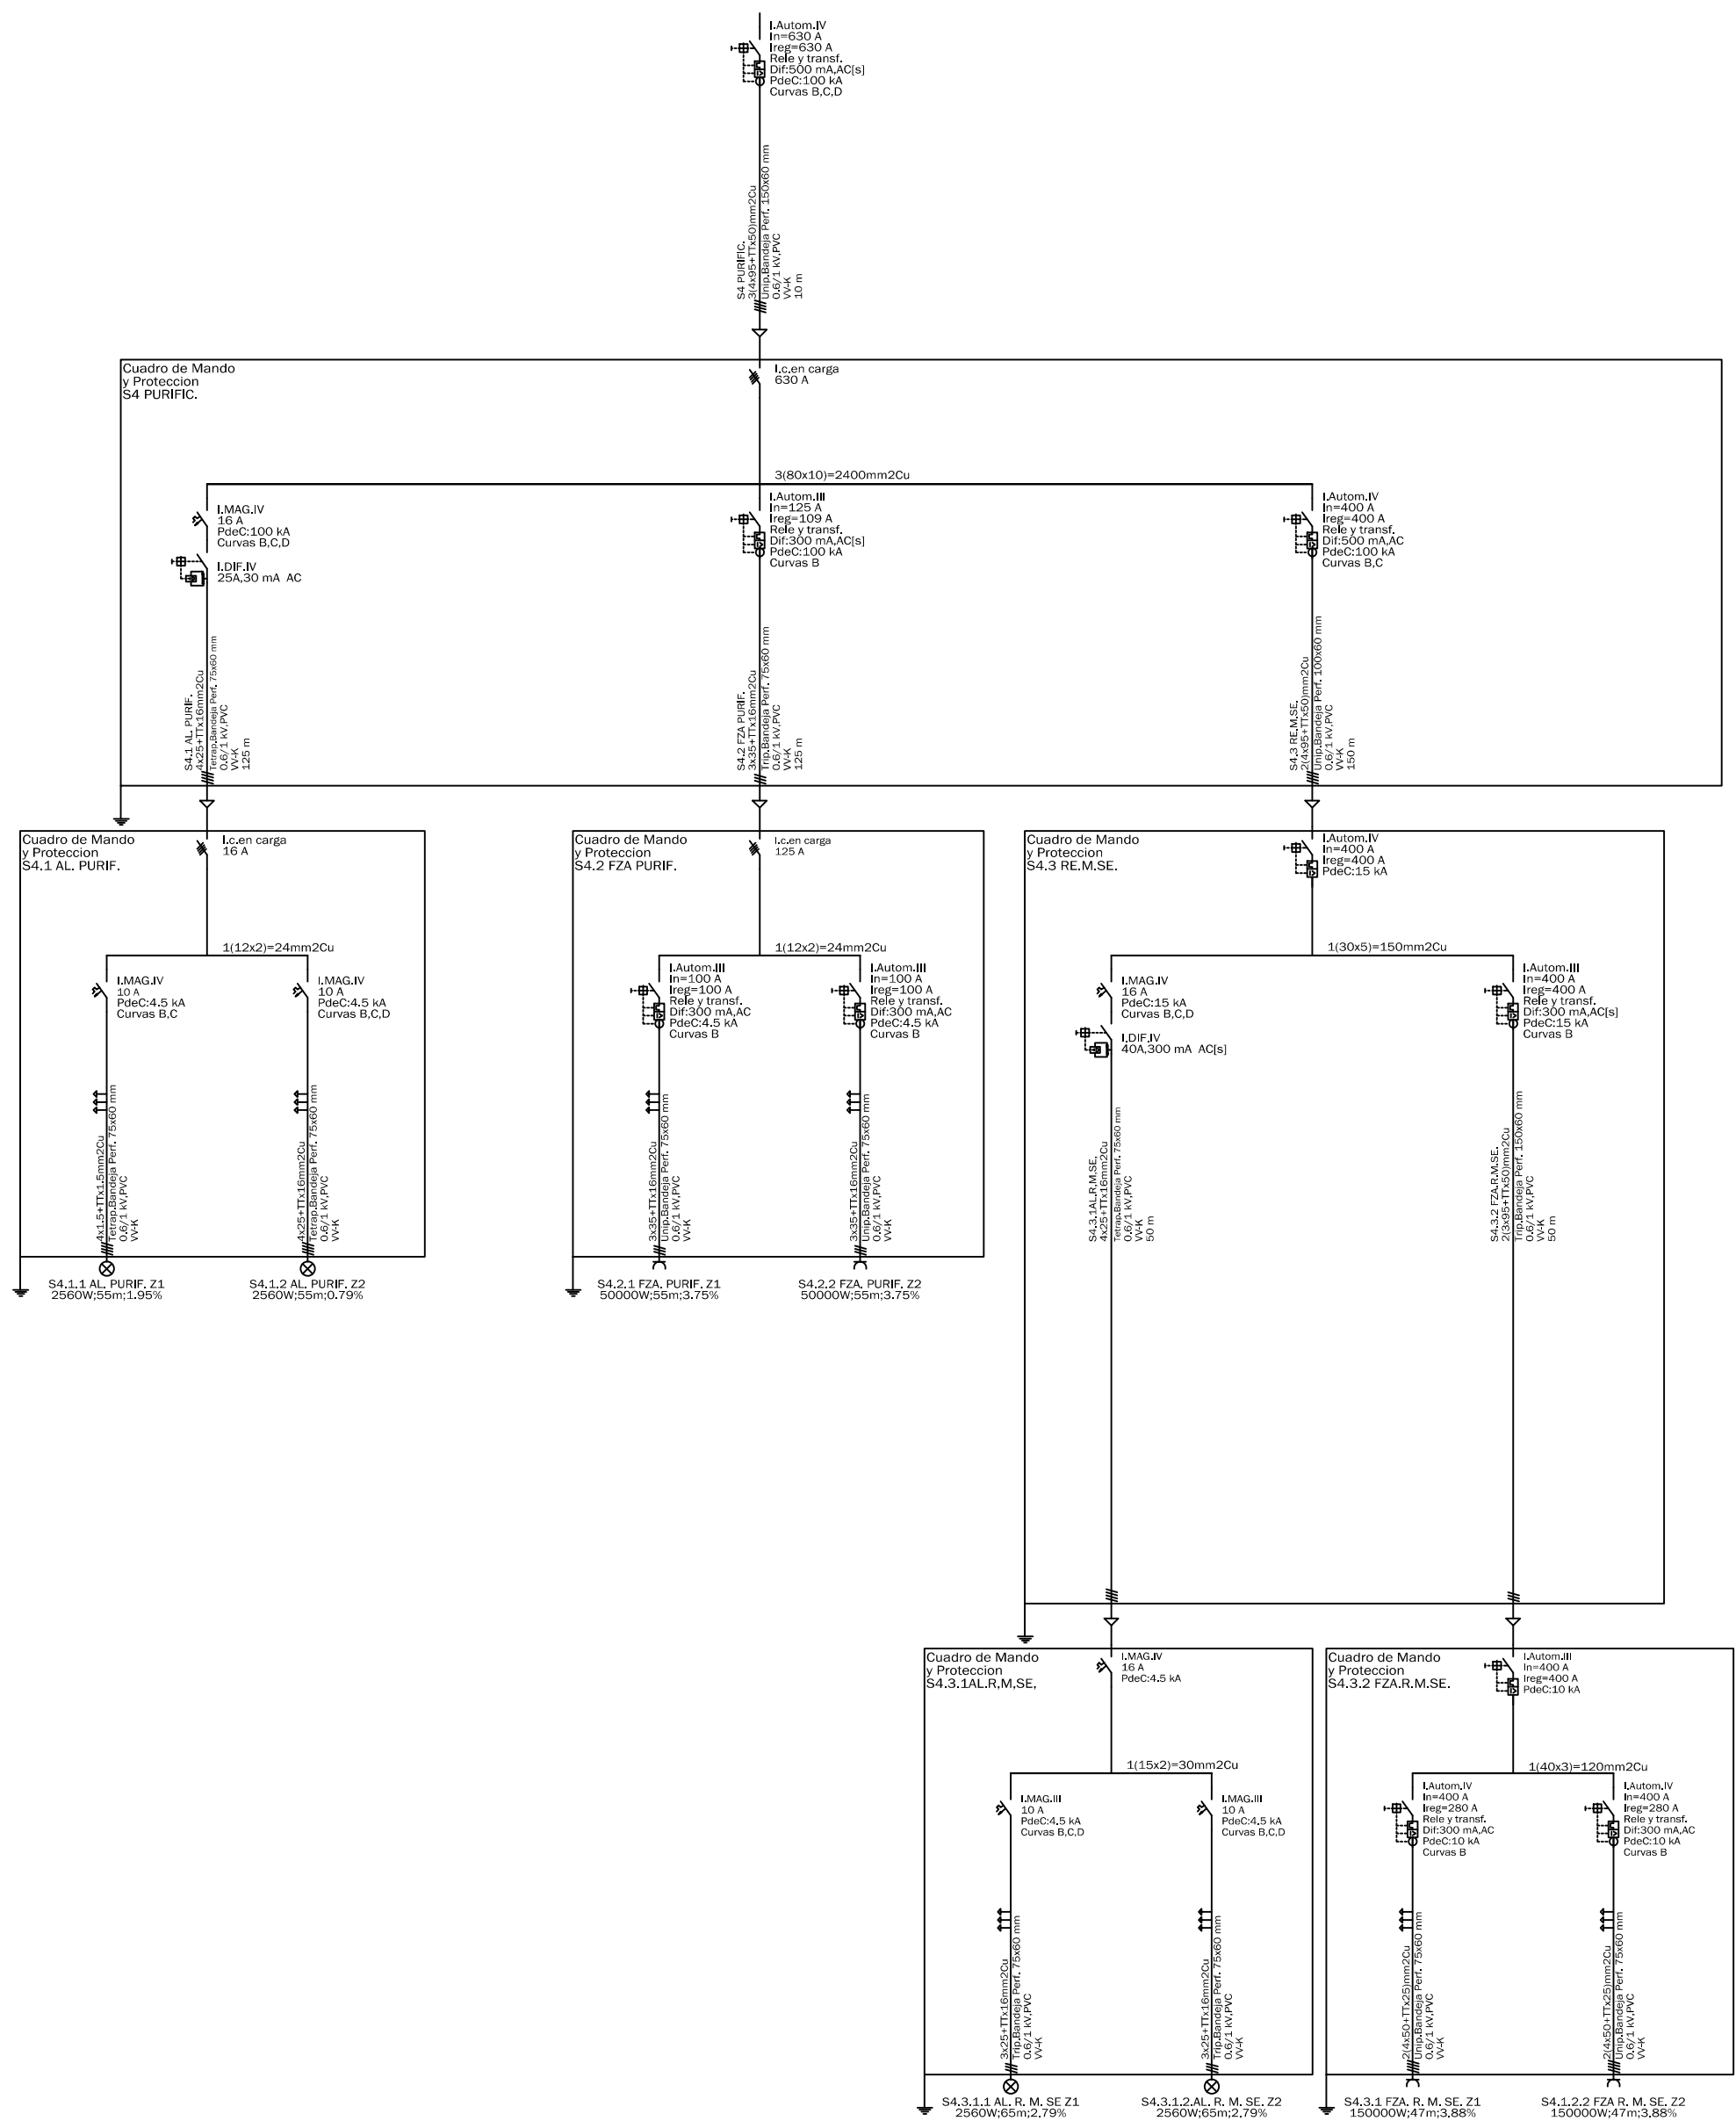 I.Autom.IV
In=630 A
Ireg=630 A
Rele y transf.
Dif:500 mA,AC[s]
PdeC:100 kA
Curvas B,C,D
S4 PURIFIC.
3(4x95+TTx50)mm2Cu
Unip.Bandeja Perf. 150x60 mm
0.6/1 kV,PVC
VV-K
10 m
Cuadro de Mando
y Proteccion
S4 PURIFIC.
I.c.en carga
630 A
3(80x10)=2400mm2Cu
I.MAG.IV
16 A
PdeC:100 kA
Curvas B,C,D
I.DIF.IV
25A,30 mA AC
I.Autom.III
In=125 A
Ireg=109 A
Rele y transf.
Dif:300 mA,AC[s]
PdeC:100 kA
Curvas B
I.Autom.IV
In=400 A
Ireg=400 A
Rele y transf.
Dif:500 mA,AC
PdeC:100 kA
Curvas B,C
S4.1 AL. PURIF.
4x25+TTx16mm2Cu
Tetrap.Bandeja Perf. 75x60 mm
0.6/1 kV,PVC
VV-K
125 m
S4.2 FZA PURIF.
3x35+TTx16mm2Cu
Trip.Bandeja Perf. 75x60 mm
0.6/1 kV,PVC
VV-K
125 m
S4.3 RE.M.SE.
2(4x95+TTx50)mm2Cu
Unip.Bandeja Perf. 100x60 mm
0.6/1 kV,PVC
VV-K
150 m
Cuadro de Mando
y Proteccion
S4.1 AL. PURIF.
I.c.en carga
16 A
1(12x2)=24mm2Cu
I.MAG.IV
10 A
PdeC:4.5 kA
Curvas B,C
I.MAG.IV
10 A
PdeC:4.5 kA
Curvas B,C,D
4x1.5+TTx1.5mm2Cu
Tetrap.Bandeja Perf. 75x60 mm
0.6/1 kV,PVC
VV-K
4x25+TTx16mm2Cu
Tetrap.Bandeja Perf. 75x60 mm
0.6/1 kV,PVC
VV-K
S4.1.1 AL. PURIF. Z1
2560W;55m;1.95%
S4.1.2 AL. PURIF. Z2
2560W;55m;0.79%
Cuadro de Mando
y Proteccion
S4.2 FZA PURIF.
I.c.en carga
125 A
1(12x2)=24mm2Cu
I.Autom.III
In=100 A
Ireg=100 A
Rele y transf.
Dif:300 mA,AC
PdeC:4.5 kA
Curvas B
I.Autom.III
In=100 A
Ireg=100 A
Rele y transf.
Dif:300 mA,AC
PdeC:4.5 kA
Curvas B
3x35+TTx16mm2Cu
Unip.Bandeja Perf. 75x60 mm
0.6/1 kV,PVC
VV-K
3x35+TTx16mm2Cu
Unip.Bandeja Perf. 75x60 mm
0.6/1 kV,PVC
VV-K
S4.2.1 FZA. PURIF. Z1
50000W;55m;3.75%
S4.2.2 FZA. PURIF. Z2
50000W;55m;3.75%
Cuadro de Mando
y Proteccion
S4.3 RE.M.SE.
I.Autom.IV
In=400 A
Ireg=400 A
PdeC:15 kA
1(30x5)=150mm2Cu
I.MAG.IV
16 A
PdeC:15 kA
Curvas B,C,D
I.DIF.IV
40A,300 mA AC[s]
I.Autom.III
In=400 A
Ireg=400 A
Rele y transf.
Dif:300 mA,AC[s]
PdeC:15 kA
Curvas B
S4.3.1AL.R,M,SE,
4x25+TTx16mm2Cu
Tetrap.Bandeja Perf. 75x60 mm
0.6/1 kV,PVC
VV-K
50 m
S4.3.2 FZA.R.M.SE.
2(3x95+TTx50)mm2Cu
Trip.Bandeja Perf. 150x60 mm
0.6/1 kV,PVC
VV-K
50 m
Cuadro de Mando
y Proteccion
S4.3.1AL.R,M,SE,
I.MAG.IV
16 A
PdeC:4.5 kA
1(15x2)=30mm2Cu
I.MAG.III
10 A
PdeC:4.5 kA
Curvas B,C,D
I.MAG.III
10 A
PdeC:4.5 kA
Curvas B,C,D
3x25+TTx16mm2Cu
Trip.Bandeja Perf. 75x60 mm
0.6/1 kV,PVC
VV-K
3x25+TTx16mm2Cu
Trip.Bandeja Perf. 75x60 mm
0.6/1 kV,PVC
VV-K
S4.3.1.1 AL. R. M. SE Z1
2560W;65m;2,79%
S4.3.1.2.AL. R. M. SE. Z2
2560W;65m;2,79%
Cuadro de Mando
y Proteccion
S4.3.2 FZA.R.M.SE.
I.Autom.III
In=400 A
Ireg=400 A
PdeC:10 kA
1(40x3)=120mm2Cu
I.Autom.IV
In=400 A
Ireg=280 A
Rele y transf.
Dif:300 mA,AC
PdeC:10 kA
Curvas B
I.Autom.IV
In=400 A
Ireg=280 A
Rele y transf.
Dif:300 mA,AC
PdeC:10 kA
Curvas B
2(4x50+TTx25)mm2Cu
Unip.Bandeja Perf. 75x60 mm
0.6/1 kV,PVC
VV-K
2(4x50+TTx25)mm2Cu
Unip.Bandeja Perf. 75x60 mm
0.6/1 kV,PVC
VV-K
S4.3.1 FZA. R. M. SE. Z1
150000W;47m;3,88%
S4.1.2.2 FZA R. M. SE. Z2
150000W;47m;3,88%